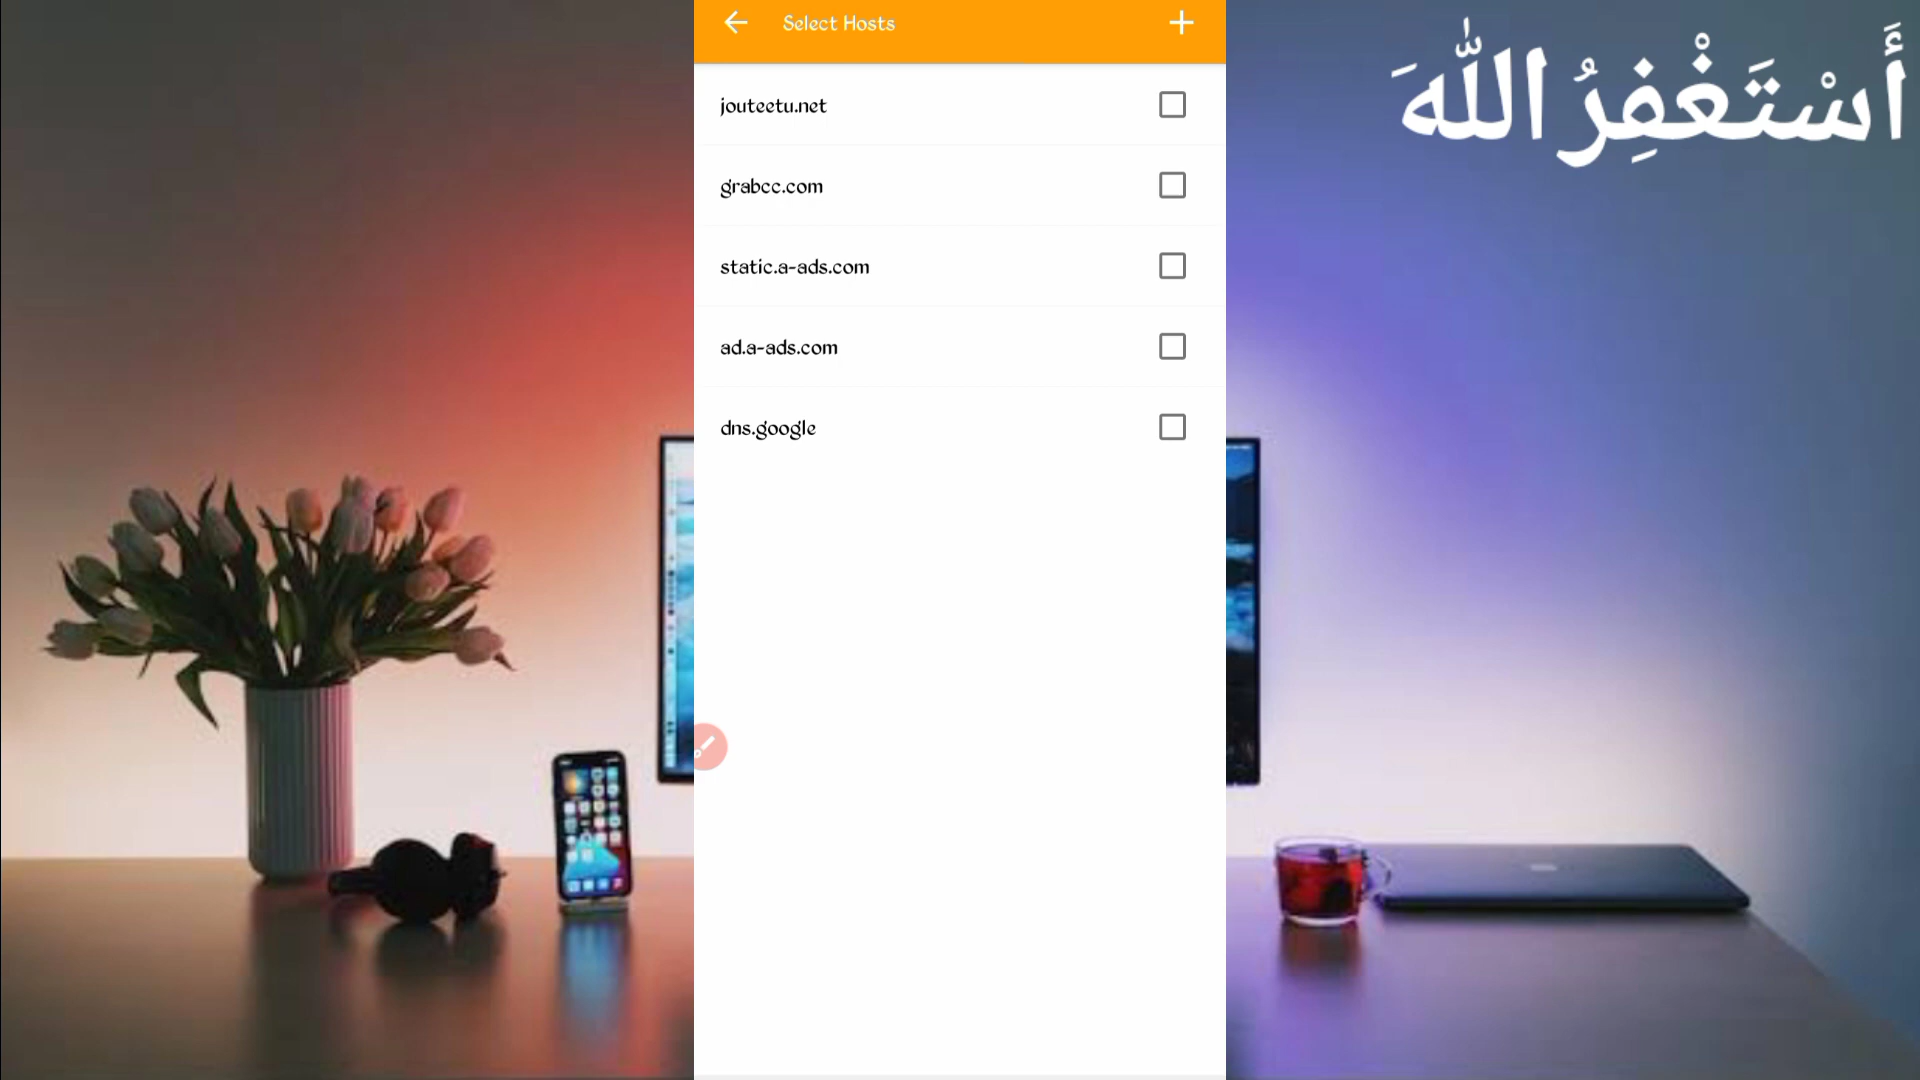 Select Hosts
أَسْتَغْفِرُ اللّٰهَ
jouteetu.net
grabcc.com
static.a-ads.com
ad.a-ads.com
dns.google